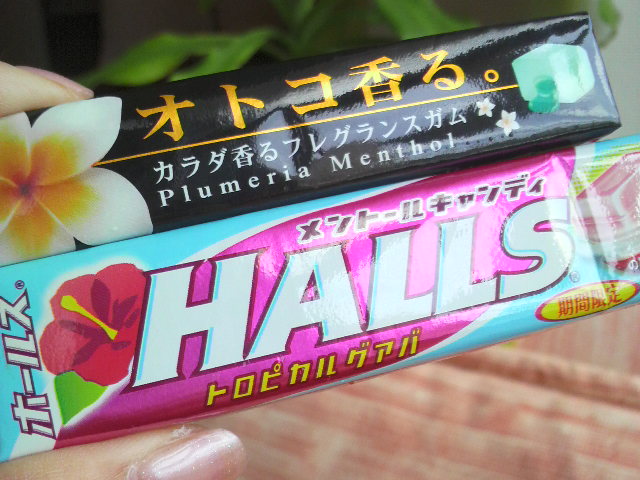 オトコ香る。
カラダ香るフレグランスガム
Plumeria Menthol
メントールキャンディ
ホールス
HALLS
期間限定
トロピカルグァバ